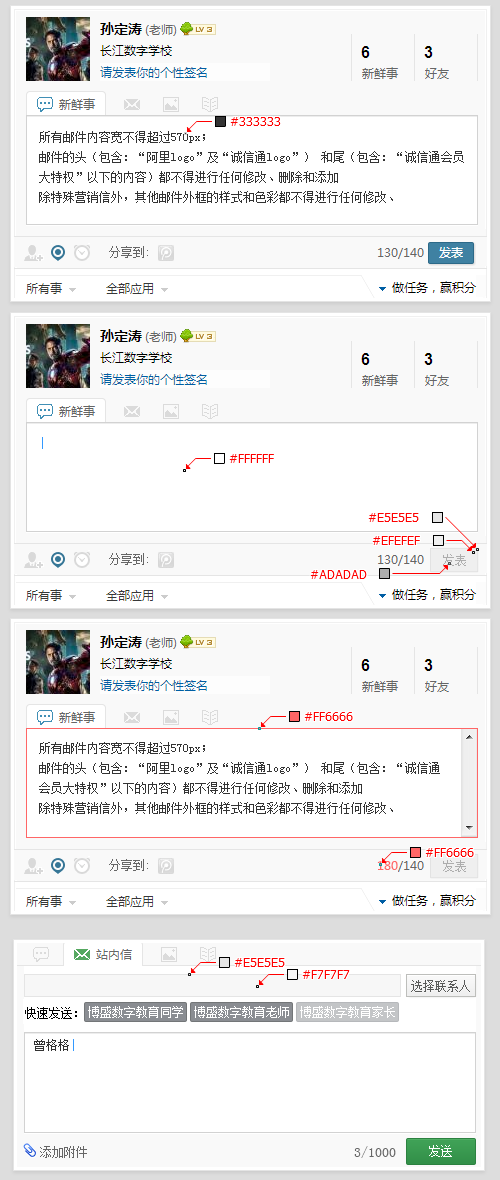 孙定涛 (老师) LV 3
长江数字学校
请发表你的个性签名
6
新鲜事
3
好友
新鲜事
#333333
所有邮件内容宽不得超过570px；
邮件的头（包含：“阿里logo”及“诚信通logo”） 和尾（包含：“诚信通会员
大特权”以下的内容）都不得进行任何修改、删除和添加
除特殊营销信外，其他邮件外框的样式和色彩都不得进行任何修改、
分享到：
130/140 发表
所有事 全部应用 做任务，赢积分
孙定涛 (老师) LV 3
长江数字学校
请发表你的个性签名
6
新鲜事
3
好友
新鲜事
#FFFFFF
#E5E5E5
#EFEFEF
分享到：
130/140 发表
#ADADAD
所有事 全部应用 做任务，赢积分
孙定涛 (老师) LV 3
长江数字学校
请发表你的个性签名
6
新鲜事
3
好友
新鲜事
#FF6666
所有邮件内容宽不得超过570px；
邮件的头（包含：“阿里logo”及“诚信通logo”） 和尾（包含：“诚信通
会员大特权”以下的内容）都不得进行任何修改、删除和添加
除特殊营销信外，其他邮件外框的样式和色彩都不得进行任何修改、
#FF6666
分享到：
180/140 发表
所有事 全部应用 做任务，赢积分
站内信
#E5E5E5
#F7F7F7
选择联系人
快速发送： 博盛数字教育同学 博盛数字教育老师 博盛数字教育家长
曾格格
添加附件 3/1000 发送